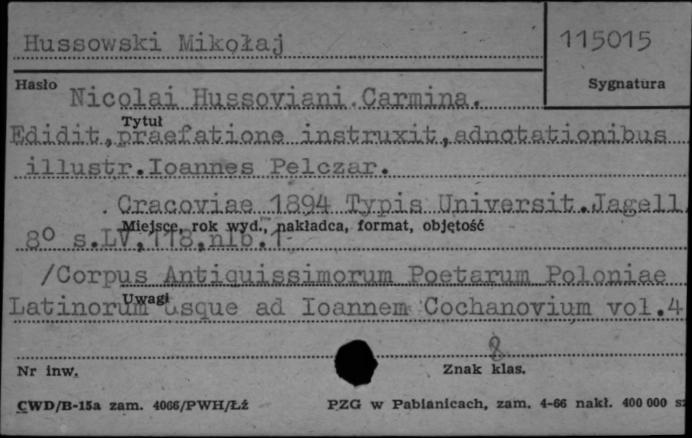 Hussowski Mikołaj
115015
Hasło
Sygnatura
Nicolai Hussoviani Carmina.
Tytuł
Edidit, praefatione instruxit, adnotationibus
illustr. Ioannes Pelczar.
Cracoviae 1894 Typis Universit. Jagell
Miejsce, rok wyd., nakładca, format, objętość
8º s.LV, 118, nlb. 1
/Corpus Antiquissimorum Poetarum Poloniae
Uwagi
Latinorum usque ad Ioannem Cochanovium vol.4
8
Nr inw.
Znak klas.
CWD/B-15a zam. 4066/PWH/Łż
PZG w Pabianicach, zam. 4-66 nakł. 400 000